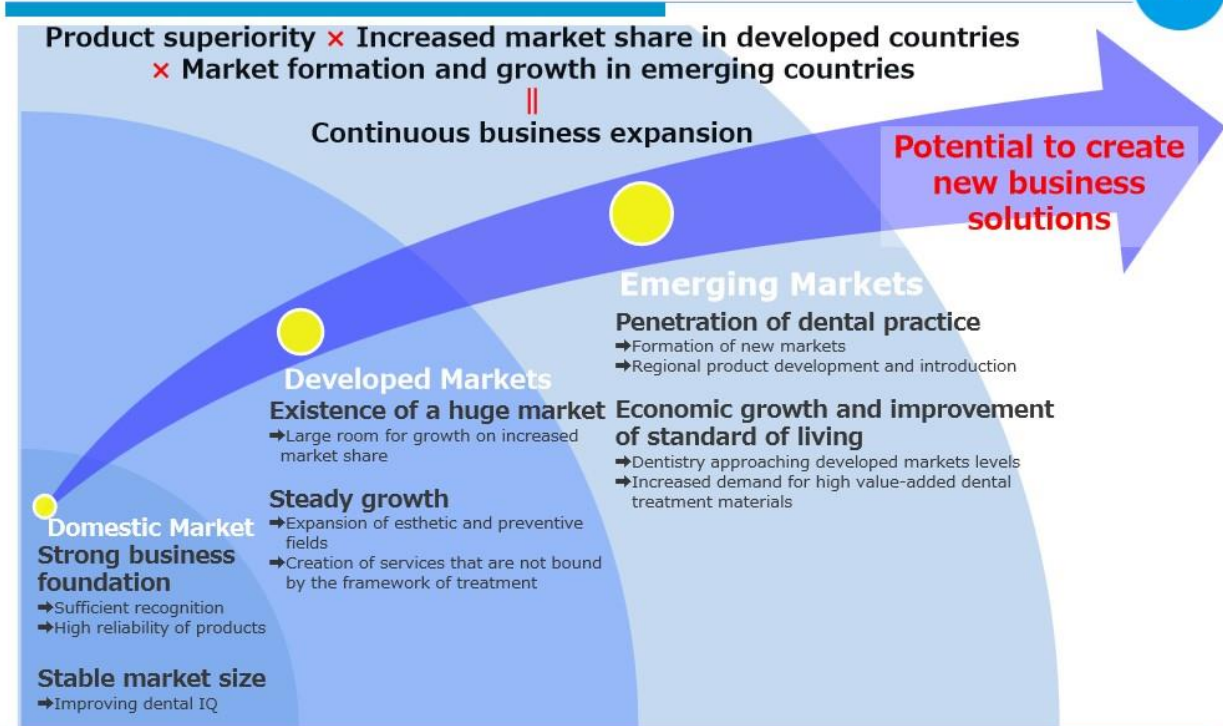 Product superiority × Increased market share in developed countries
× Market formation and growth in emerging countries
||
Continuous business expansion
Potential to create
new business
solutions
Emerging Markets
Penetration of dental practice
➡Formation of new markets
➡Regional product development and introduction
Economic growth and improvement
of standard of living
➡Dentistry approaching developed markets levels
➡Increased demand for high value-added dental
treatment materials
Developed Markets
Existence of a huge market
➡Large room for growth on increased
market share
Steady growth
➡Expansion of esthetic and preventive
fields
➡Creation of services that are not bound
by the framework of treatment
Domestic Market
Strong business
foundation
➡Sufficient recognition
➡High reliability of products
Stable market size
➡Improving dental IQ